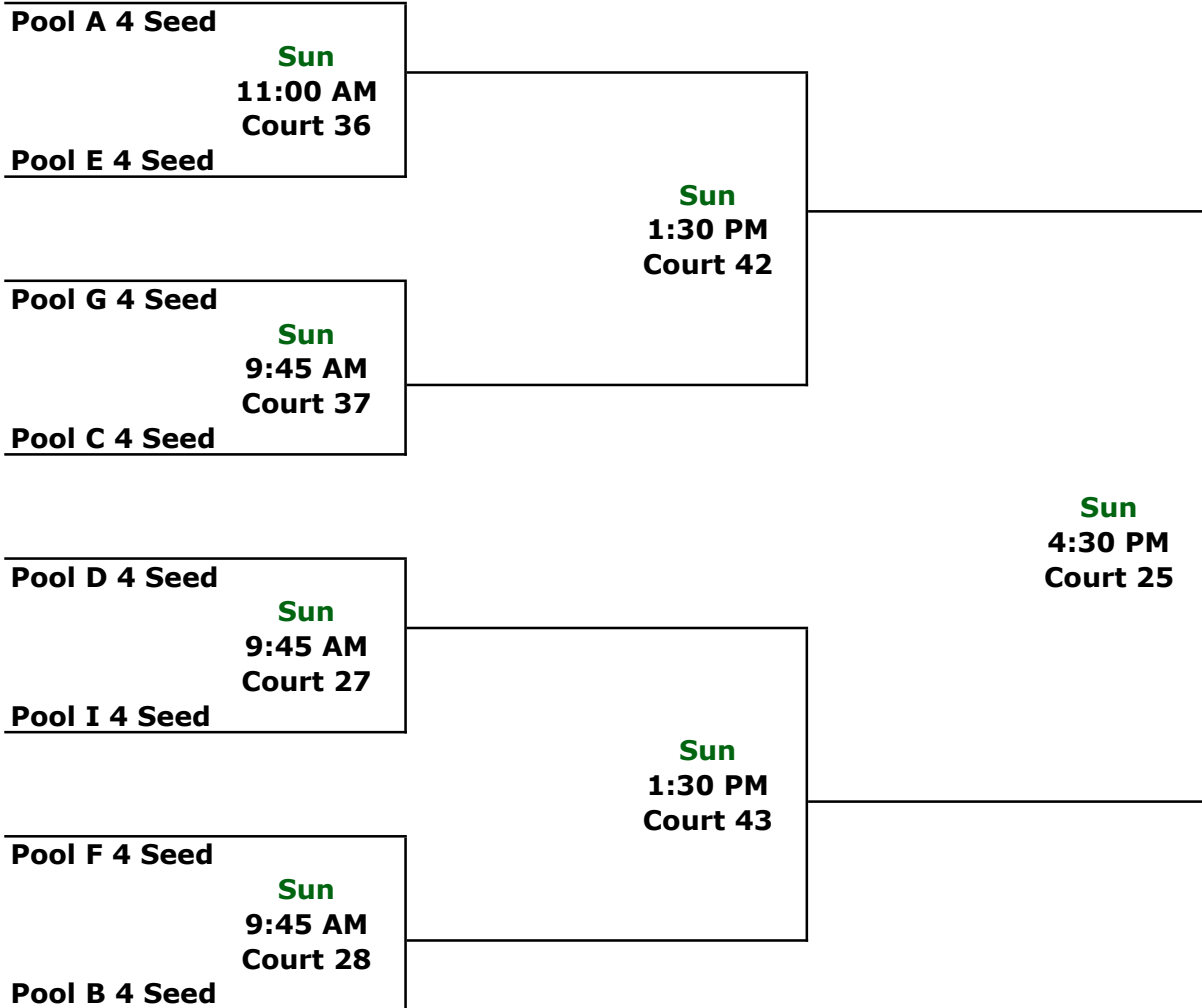 Pool A 4 Seed
Sun
11:00 AM
Court 36
Pool E 4 Seed
Sun
1:30 PM
Court 42
Pool G 4 Seed
Sun
9:45 AM
Court 37
Pool C 4 Seed
Sun
4:30 PM
Court 25
Pool D 4 Seed
Sun
9:45 AM
Court 27
Pool I 4 Seed
Sun
1:30 PM
Court 43
Pool F 4 Seed
Sun
9:45 AM
Court 28
Pool B 4 Seed